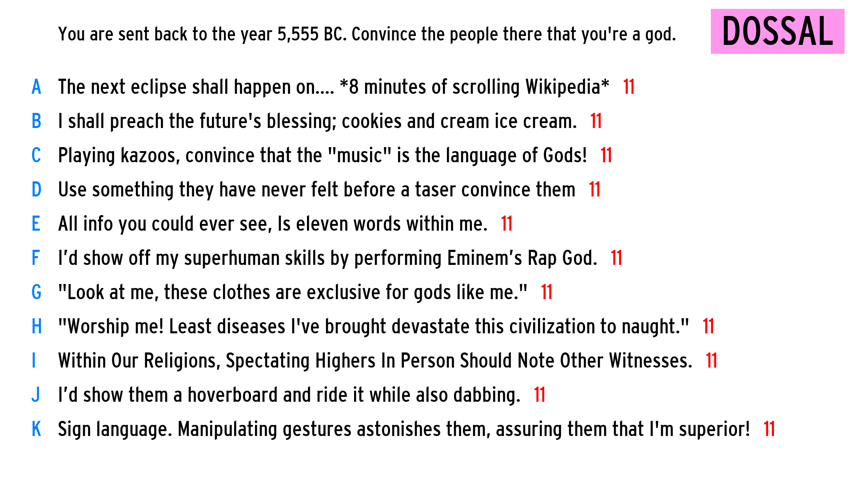 You are sent back to the year 5,555 BC. Convince the people there that you're a god.
DOSSAL
A The next eclipse shall happen on.... *8 minutes of scrolling Wikipedia* 11
B I shall preach the future's blessing; cookies and cream ice cream. 11
C Playing kazoos, convince that the "music" is the language of Gods! 11
D Use something they have never felt before a taser convince them 11
E All info you could ever see, Is eleven words within me. 11
F I’d show off my superhuman skills by performing Eminem’s Rap God. 11
G "Look at me, these clothes are exclusive for gods like me." 11
H "Worship me! Least diseases I've brought devastate this civilization to naught." 11
I Within Our Religions, Spectating Highers In Person Should Note Other Witnesses. 11
J I’d show them a hoverboard and ride it while also dabbing. 11
K Sign language. Manipulating gestures astonishes them, assuring them that I'm superior! 11